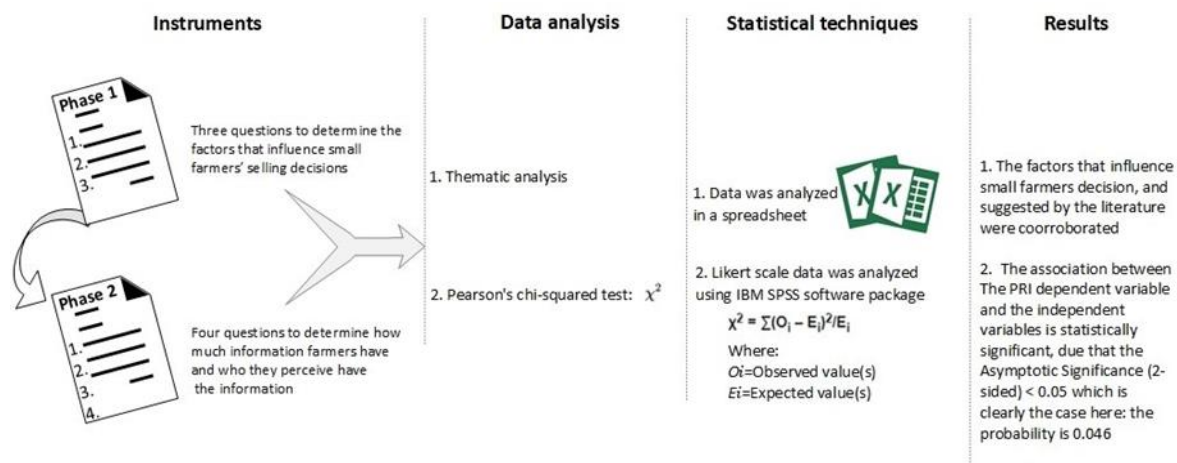 Instruments
Data analysis
Statistical techniques
Results
Phase 1
1.
2.
3.
Three questions to determine the
factors that influence small
farmers' selling decisions
Phase 2
1.
2.
3.
4.
Four questions to determine how
much information farmers have
and who they perceive have
the information
1. Thematic analysis
2. Pearson's chi-squared test: χ²
1. Data was analyzed
in a spreadsheet
X X
2. Likert scale data was analyzed
using IBM SPSS software package
χ² = ∑(Oᵢ – Eᵢ)²/Eᵢ
Where:
Oi=Observed value(s)
Ei=Expected value(s)
1. The factors that influence
small farmers decision, and
suggested by the literature
were coorroborated
2. The association between
The PRI dependent variable
and the independent
variables is statistically
significant, due that the
Asymptotic Significance (2-
sided) < 0.05 which is
clearly the case here: the
probability is 0.046